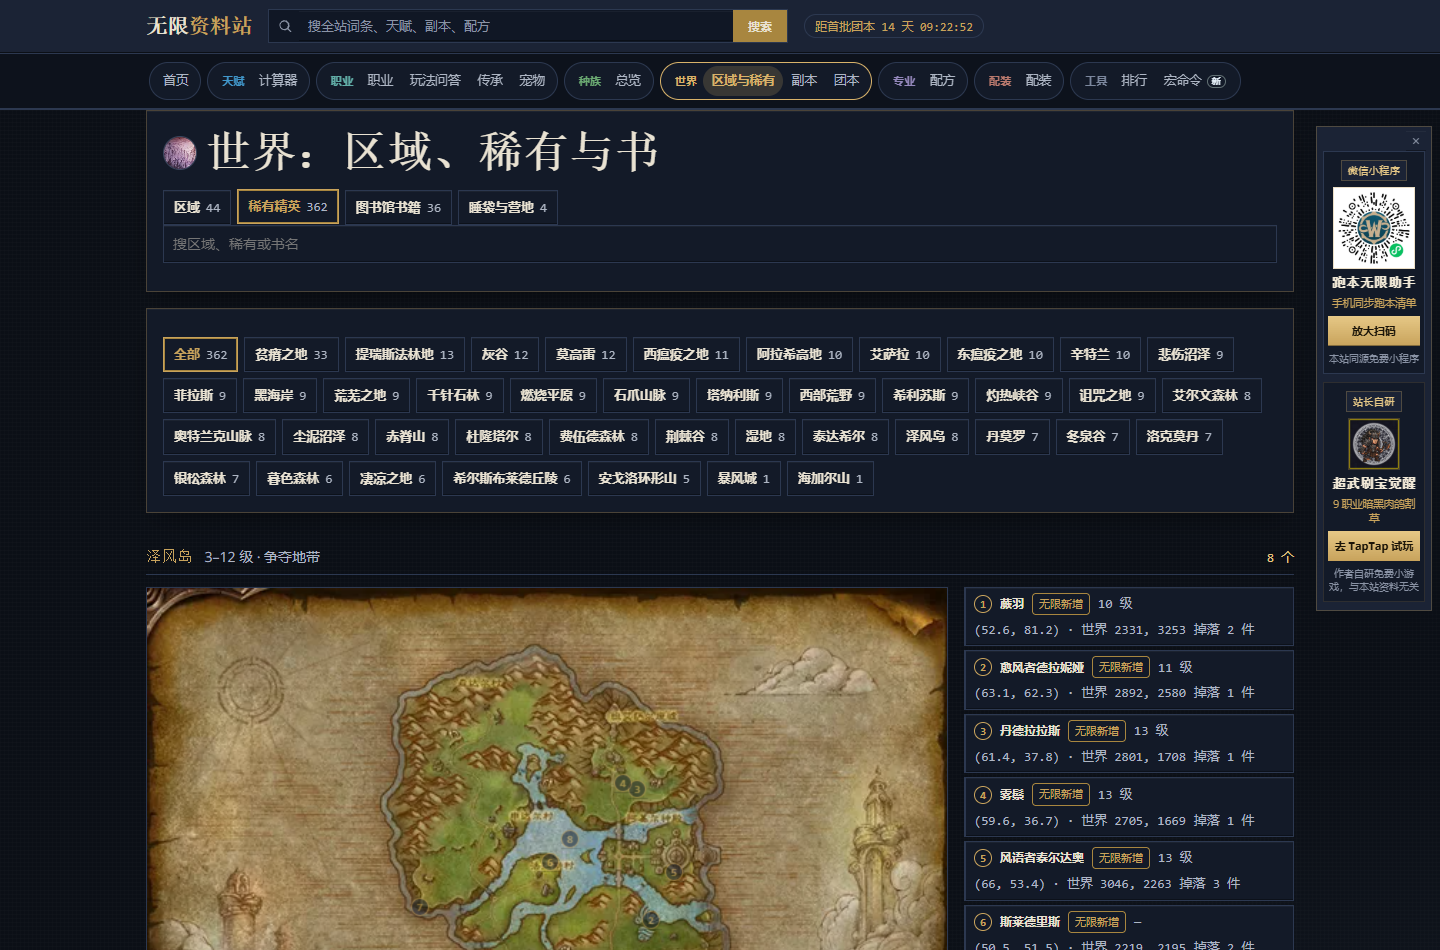 无限资料站
搜全站词条、天赋、副本、配方
搜索
距首批团本 14 天 09:22:52
首页
天赋 计算器
职业 职业 玩法问答 传承 宠物
种族 总览
世界 区域与稀有 副本 团本
专业 配方
配装 配装
工具 排行 宏命令 新
世界：区域、稀有与书
区域 44
稀有精英 362
图书馆书籍 36
睡袋与营地 4
搜区域、稀有或书名
全部 362 贫瘠之地 33 提瑞斯法林地 13 灰谷 12 莫高雷 12 西瘟疫之地 11 阿拉希高地 10 艾萨拉 10 东瘟疫之地 10 辛特兰 10 悲伤沼泽 9
菲拉斯 9 黑海岸 9 荒芜之地 9 千针石林 9 燃烧平原 9 石爪山脉 9 塔纳利斯 9 西部荒野 9 希利苏斯 9 灼热峡谷 9 诅咒之地 9 艾尔文森林 8
奥特兰克山脉 8 尘泥沼泽 8 赤脊山 8 杜隆塔尔 8 费伍德森林 8 荆棘谷 8 湿地 8 泰达希尔 8 泽风岛 8 丹莫罗 7 冬泉谷 7 洛克莫丹 7
银松森林 7 暮色森林 6 凄凉之地 6 希尔斯布莱德丘陵 6 安戈洛环形山 5 暴风城 1 海加尔山 1
泽风岛 3–12 级 · 争夺地带
8 个
1 蕨羽 无限新增 10 级
(52.6, 81.2) · 世界 2331, 3253 掉落 2 件
2 愈风者德拉妮娅 无限新增 11 级
(63.1, 62.3) · 世界 2892, 2580 掉落 1 件
3 丹德拉拉斯 无限新增 13 级
(61.4, 37.8) · 世界 2801, 1708 掉落 1 件
4 雾鬃 无限新增 13 级
(59.6, 36.7) · 世界 2705, 1669 掉落 1 件
5 风语者泰尔达奥 无限新增 13 级
(66, 53.4) · 世界 3046, 2263 掉落 3 件
6 斯莱德里斯 无限新增 —
(50.5, 51.5) · 世界 2219, 2195 掉落 2 件
4
3
8
6
5
7
2
×
微信小程序
跑本无限助手
手机同步跑本清单
放大扫码
本站同源免费小程序
站长自研
超武刷宝觉醒
9 职业暗黑肉鸽割
草
去 TapTap 试玩
作者自研免费小游
戏，与本站资料无关